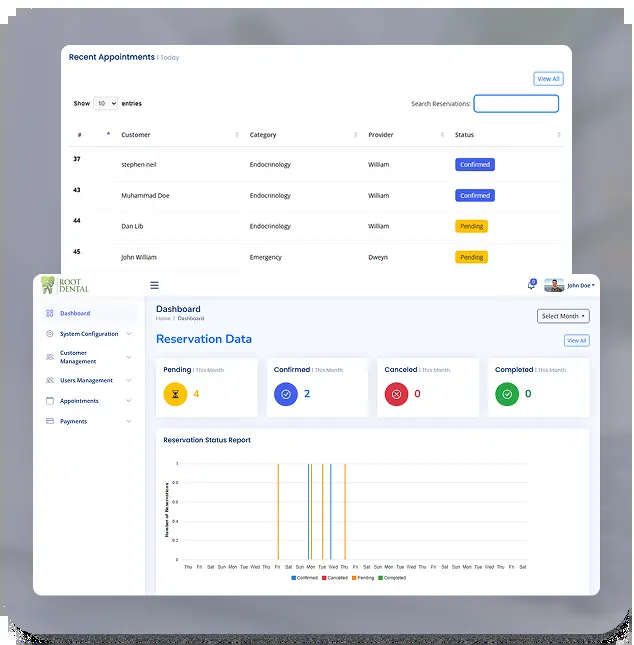 Recent Appointments | Today
View All
Show 10 entries
Search Reservations:
# Customer Category Provider Status
37 stephen neil Endocrinology William Confirmed
43 Muhammad Doe Endocrinology William Confirmed
44 Dan Lib Endocrinology William Pending
45 John William Emergency Dweyn Pending
ROOT
DENTAL
0
John Doe
Dashboard
System Configuration
Customer
Management
Users Management
Appointments
Payments
Dashboard
Home / Dashboard
Select Month
Reservation Data
View All
Pending | This Month
4
Confirmed | This Month
2
Canceled | This Month
0
Completed | This Month
0
Reservation Status Report
Number of Reservations
1
0.8
0.6
0.4
0.2
0
Thu Fri Sat Sun Mon Tue Wed Thu Fri Sat Sun Mon Tue Wed Thu Fri Sat Sun Mon Tue Wed Thu Fri Sat Sun Mon Tue Wed Thu Fri Sat
Confirmed Cancelled Pending Completed